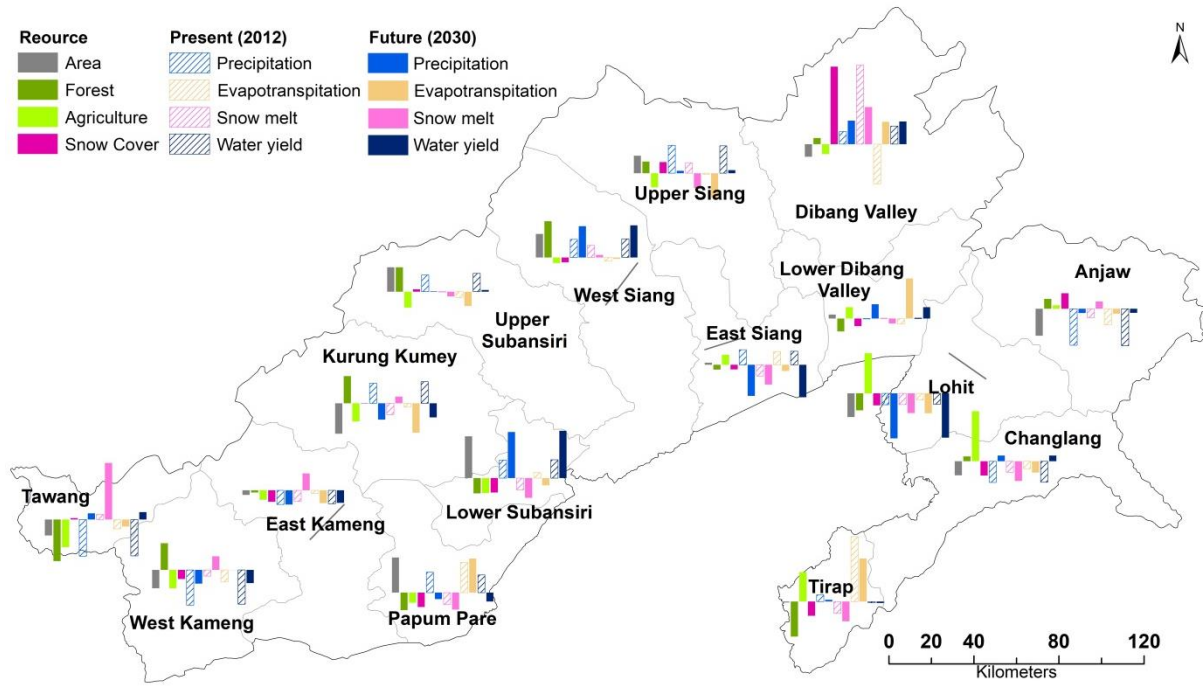 Reource
Area
Forest
Agriculture
Snow Cover
Present (2012)
Precipitation
Evapotranspitation
Snow melt
Water yield
Future (2030)
Precipitation
Evapotranspitation
Snow melt
Water yield
N
Upper Siang
Dibang Valley
West Siang
Lower Dibang
Valley
Anjaw
Upper
Subansiri
East Siang
Kurung Kumey
Lohit
Changlang
Tawang
East Kameng
Lower Subansiri
Tirap
West Kameng
Papum Pare
0 20 40 60 80 120
Kilometers